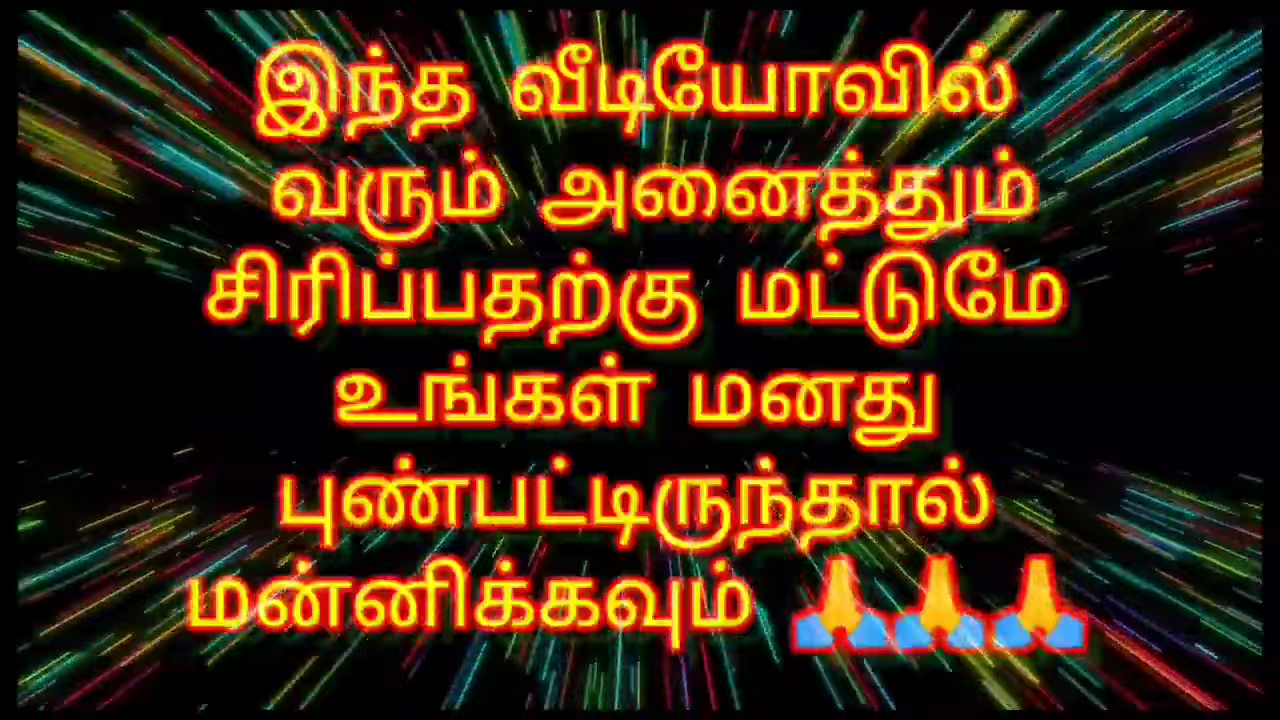 இந்த வீடியோவில்
வரும் அனைத்தும்
சிரிப்பதற்கு மட்டுமே
உங்கள் மனது
புண்பட்டிருந்தால்
மன்னிக்கவும் 🙏🙏🙏